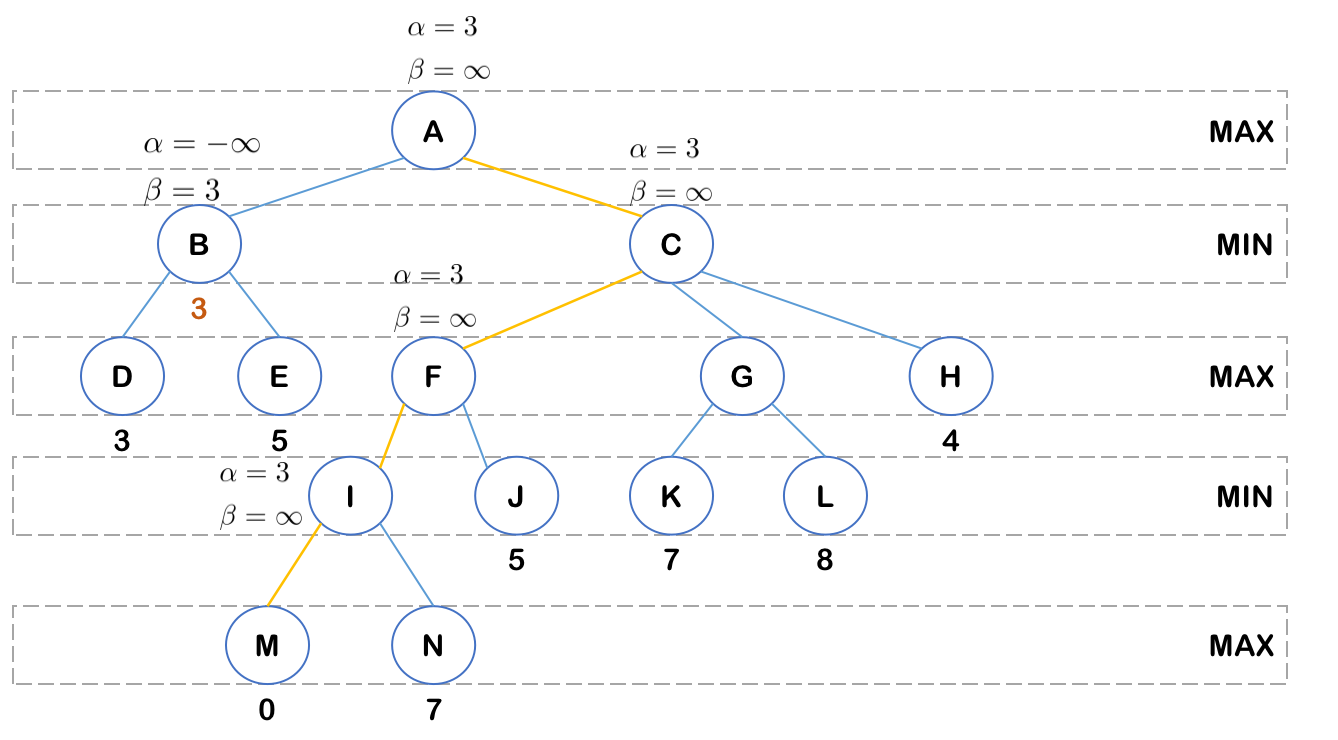 α = 3
β = ∞
A
MAX
α = −∞
β = 3
α = 3
β = ∞
B
C
MIN
3
α = 3
β = ∞
D
E
F
G
H
MAX
3
5
4
α = 3
β = ∞
I
J
K
L
MIN
5
7
8
M
N
MAX
0
7